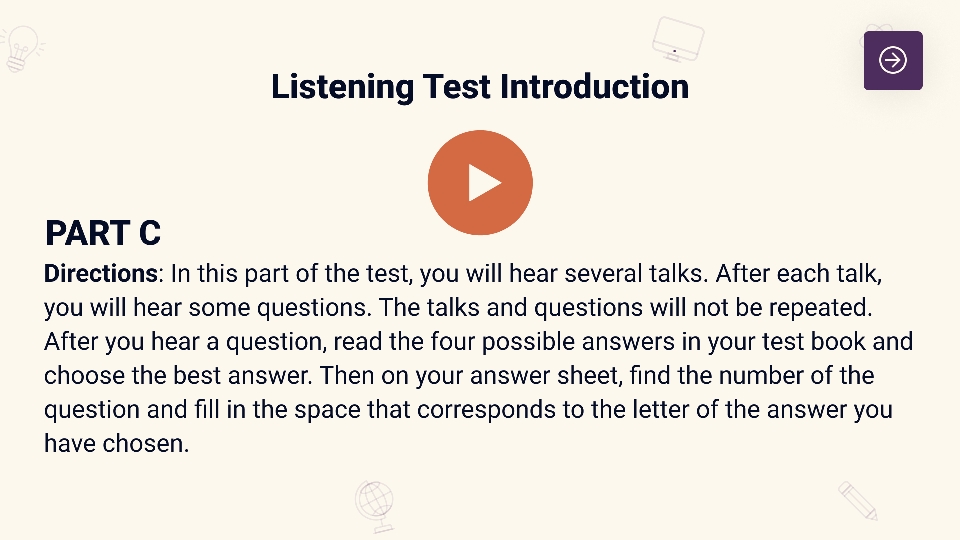 Listening Test Introduction
PART C
Directions: In this part of the test, you will hear several talks. After each talk,
you will hear some questions. The talks and questions will not be repeated.
After you hear a question, read the four possible answers in your test book and
choose the best answer. Then on your answer sheet, find the number of the
question and fill in the space that corresponds to the letter of the answer you
have chosen.